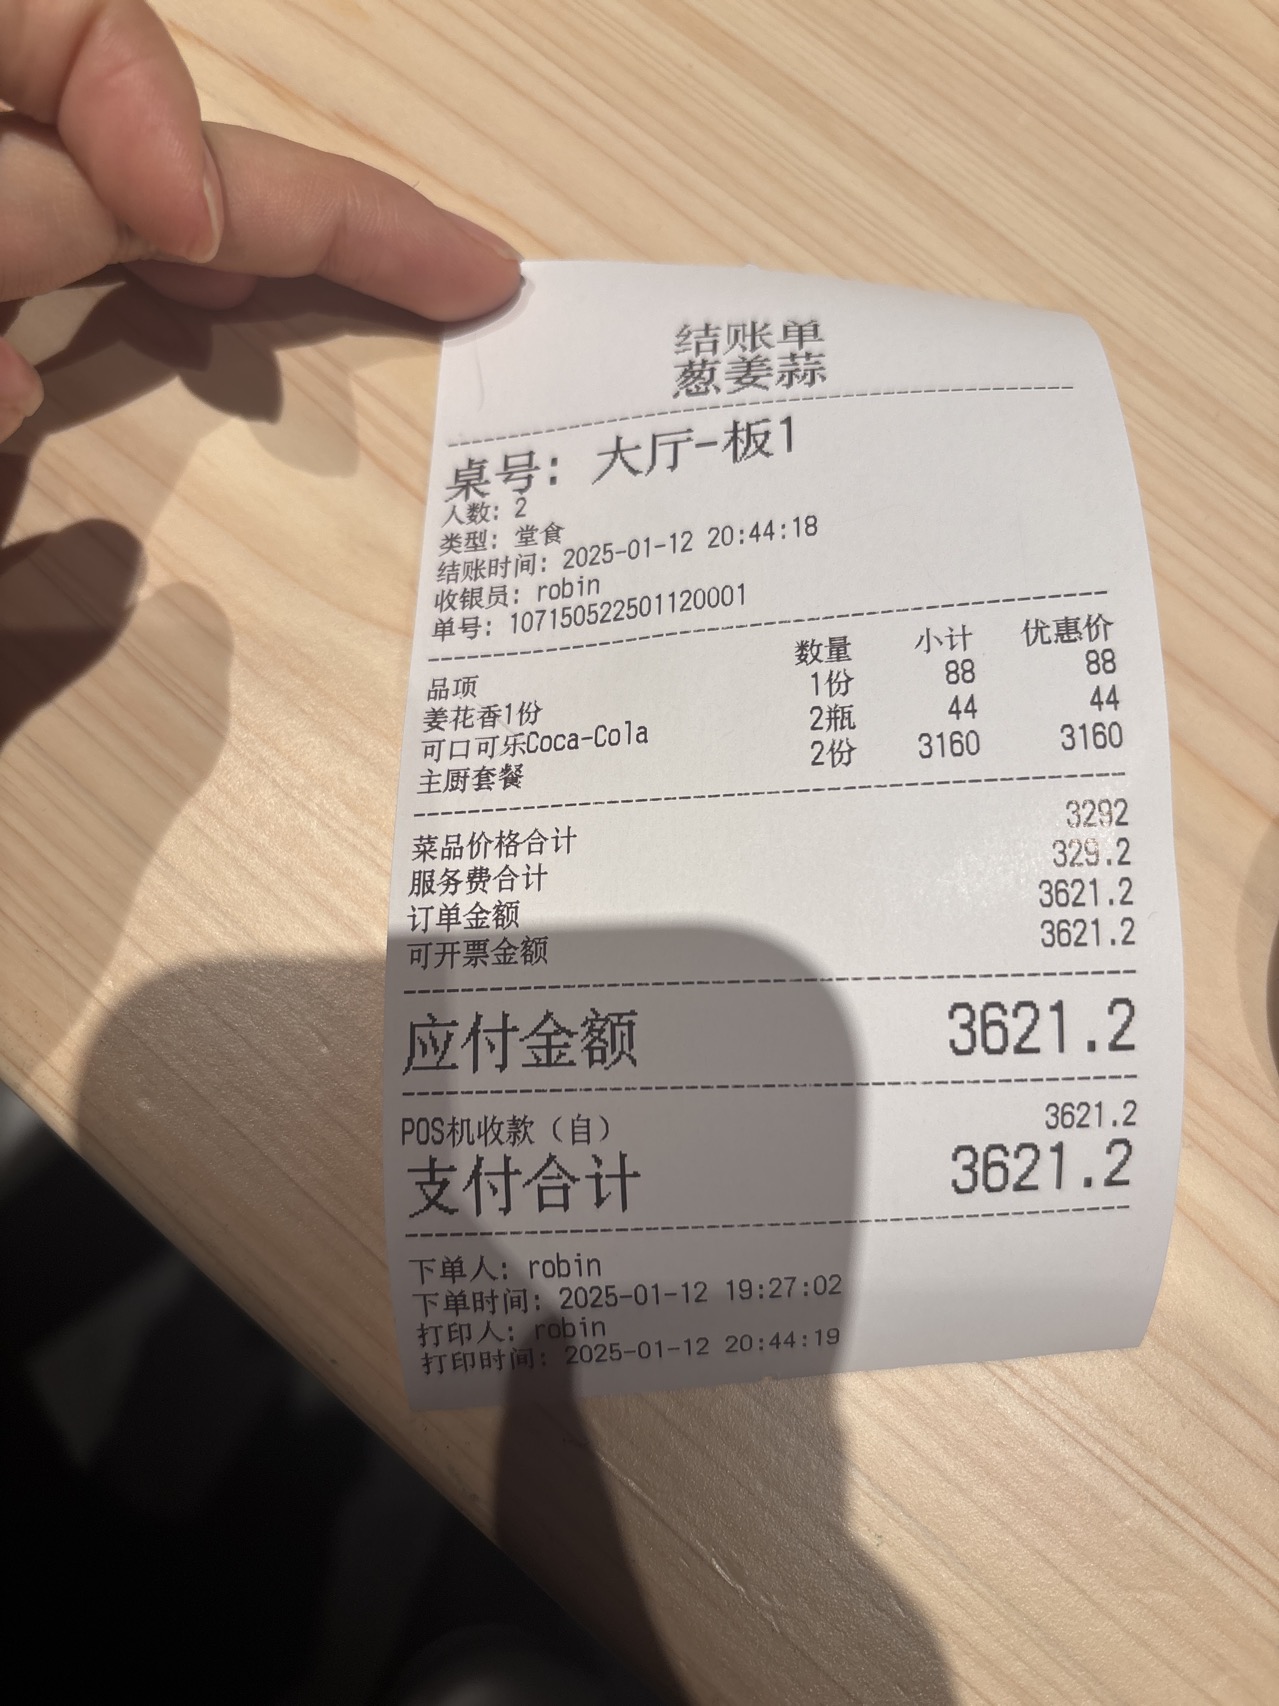 结账单
葱姜蒜
桌号: 大厅-板1
人数: 2
类型: 堂食
结账时间: 2025-01-12 20:44:18
收银员: robin
单号: 107150522501120001
品项 数量 小计 优惠价
姜花香1份 1份 88 88
可口可乐Coca-Cola 2瓶 44 44
主厨套餐 2份 3160 3160
菜品价格合计 3292
服务费合计 329.2
订单金额 3621.2
可开票金额 3621.2
应付金额 3621.2
POS机收款（自） 3621.2
支付合计 3621.2
下单人: robin
下单时间: 2025-01-12 19:27:02
打印人: robin
打印时间: 2025-01-12 20:44:19